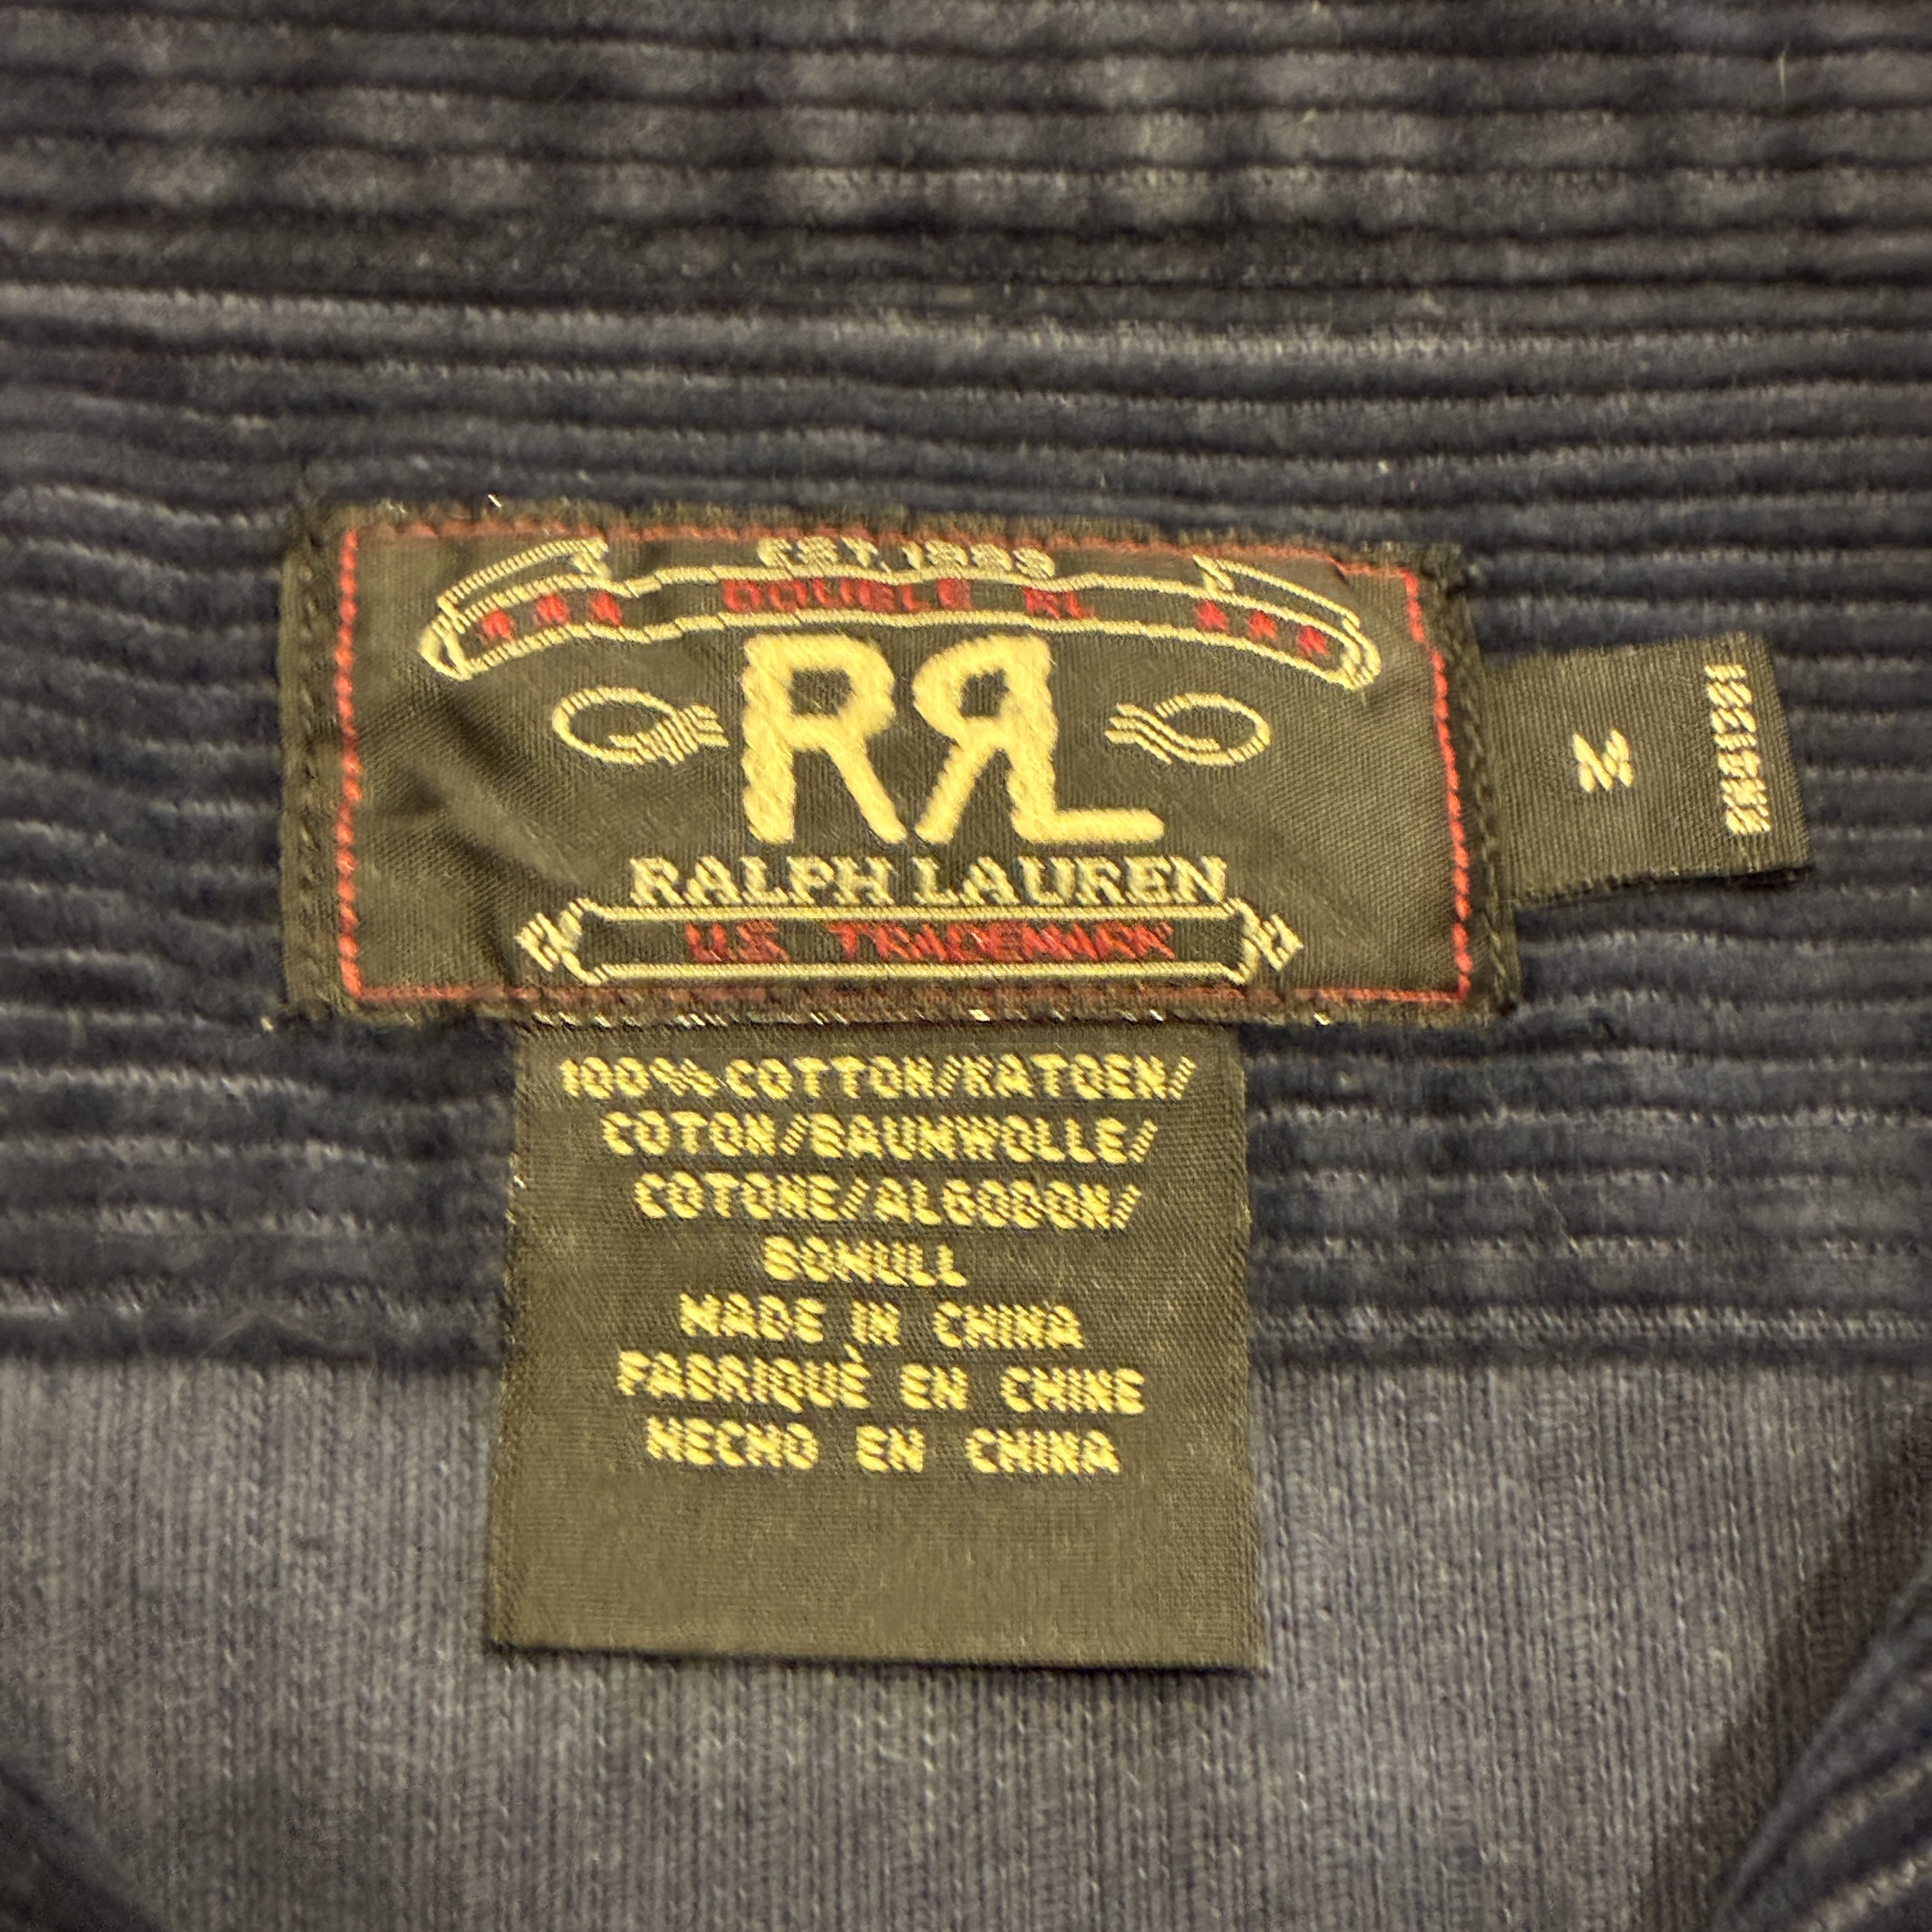 EST. 1993
DOUBLE RL
RRL
RALPH LAUREN
U.S. TRADEMARK
M
100% COTTON/KATOEN/
COTON/BAUMWOLLE/
COTONE/ALGODON/
BOMULL
MADE IN CHINA
FABRIQUÈ EN CHINE
HECHO EN CHINA